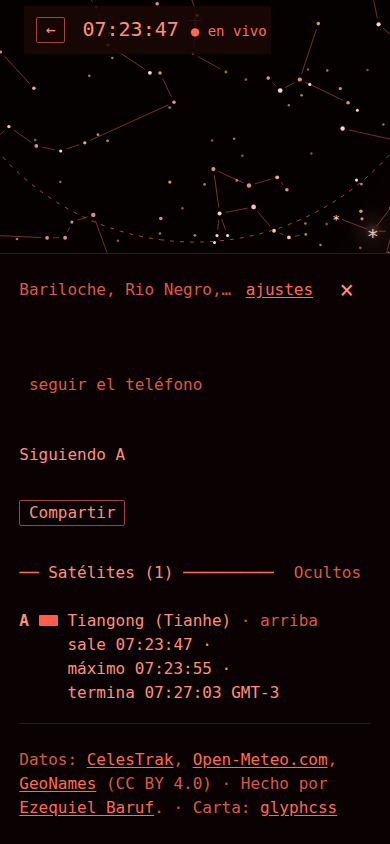 ← 07:23:47 ● en vivo
Bariloche, Rio Negro,… ajustes ×
seguir el teléfono
Siguiendo A
Compartir
Satélites (1) Ocultos
A Tiangong (Tianhe) · arriba
sale 07:23:47 ·
máximo 07:23:55 ·
termina 07:27:03 GMT-3
Datos: CelesTrak, Open-Meteo.com,
GeoNames (CC BY 4.0) · Hecho por
Ezequiel Baruf. · Carta: glyphcss